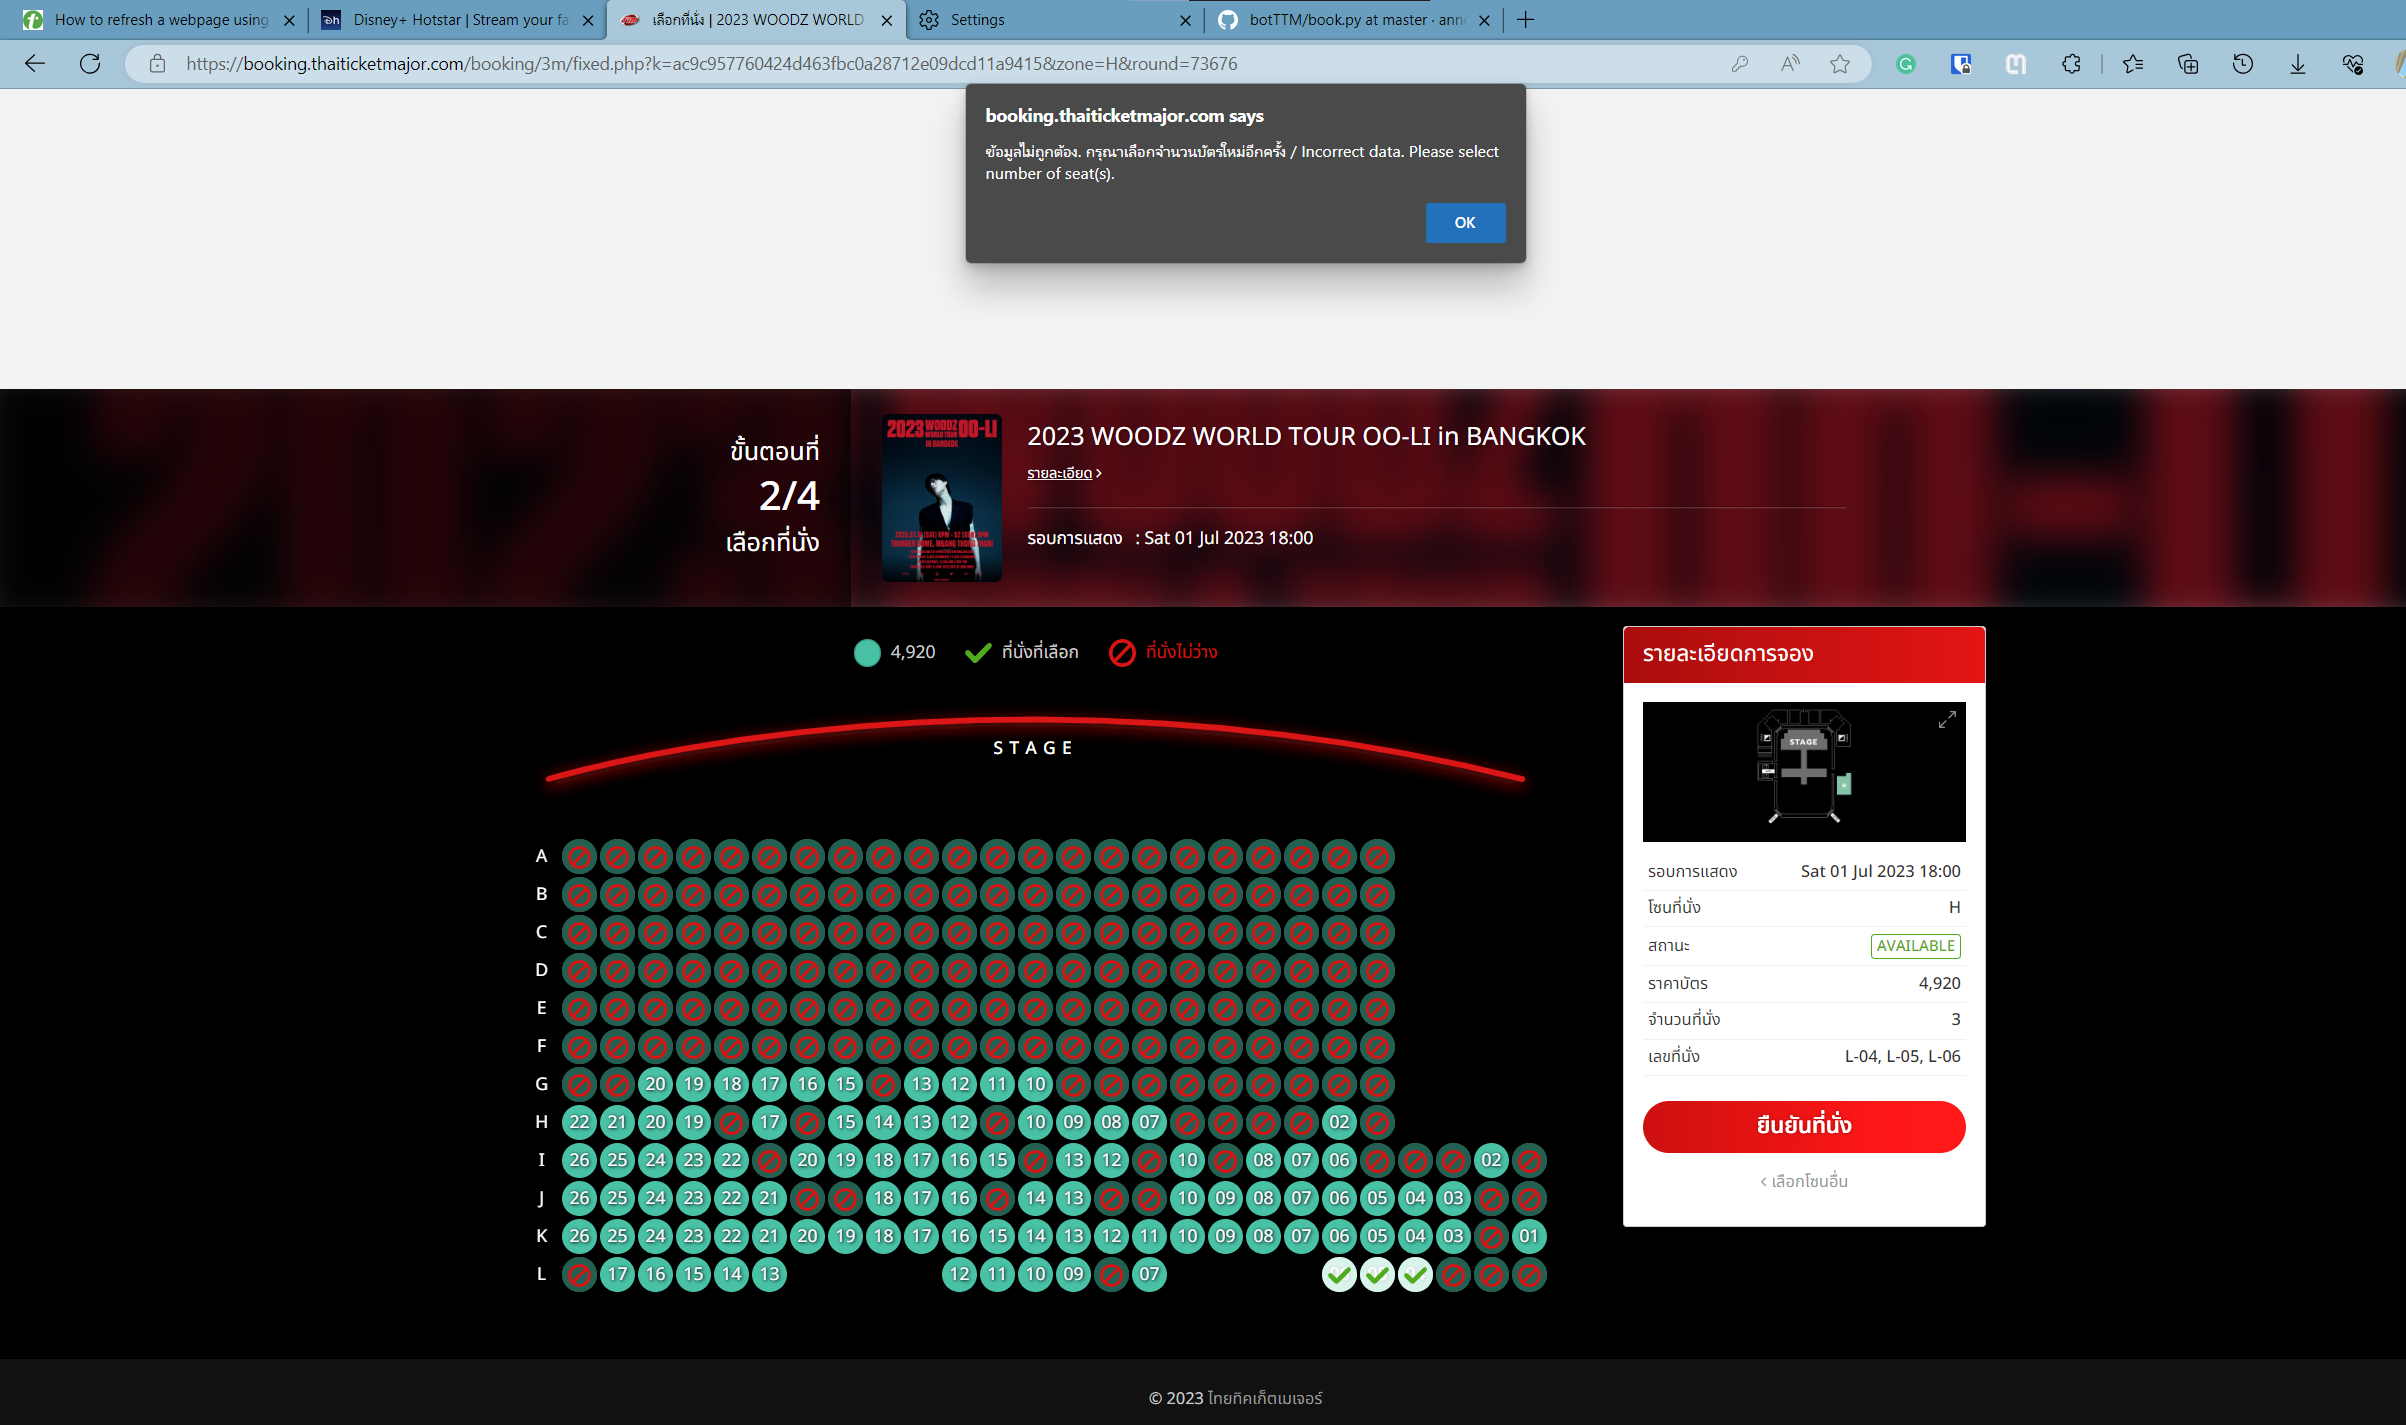 How to refresh a webpage using
Disney+ Hotstar | Stream your fa
เลือกที่นั่ง | 2023 WOODZ WORLD
Settings
botTTM/book.py at master · anno
https://booking.thaiticketmajor.com/booking/3m/fixed.php?k=ac9c957760424d463fbc0a28712e09dcd11a9415&zone=H&round=73676
booking.thaiticketmajor.com says
ข้อมูลไม่ถูกต้อง. กรุณาเลือกจำนวนบัตรใหม่อีกครั้ง / Incorrect data. Please select
number of seat(s).
OK
ขั้นตอนที่
2/4
เลือกที่นั่ง
2023 WOODZ OO-LI
WORLD TOUR
IN BANGKOK
2023 WOODZ WORLD TOUR OO-LI in BANGKOK
รายละเอียด >
รอบการแสดง : Sat 01 Jul 2023 18:00
4,920 ที่นั่งที่เลือก ที่นั่งไม่ว่าง
STAGE
A
B
C
D
E
F
G 20 19 18 17 16 15 13 12 11 10
H 22 21 20 19 17 15 14 13 12 10 09 08 07 02
I 26 25 24 23 22 20 19 18 17 16 15 13 12 10 08 07 06 02
J 26 25 24 23 22 21 18 17 16 14 13 10 09 08 07 06 05 04 03
K 26 25 24 23 22 21 20 19 18 17 16 15 14 13 12 11 10 09 08 07 06 05 04 03 01
L 17 16 15 14 13 12 11 10 09 07
รายละเอียดการจอง
STAGE
รอบการแสดง Sat 01 Jul 2023 18:00
โซนที่นั่ง H
สถานะ AVAILABLE
ราคาบัตร 4,920
จำนวนที่นั่ง 3
เลขที่นั่ง L-04, L-05, L-06
ยืนยันที่นั่ง
< เลือกโซนอื่น
© 2023 ไทยทิคเก็ตเมเจอร์